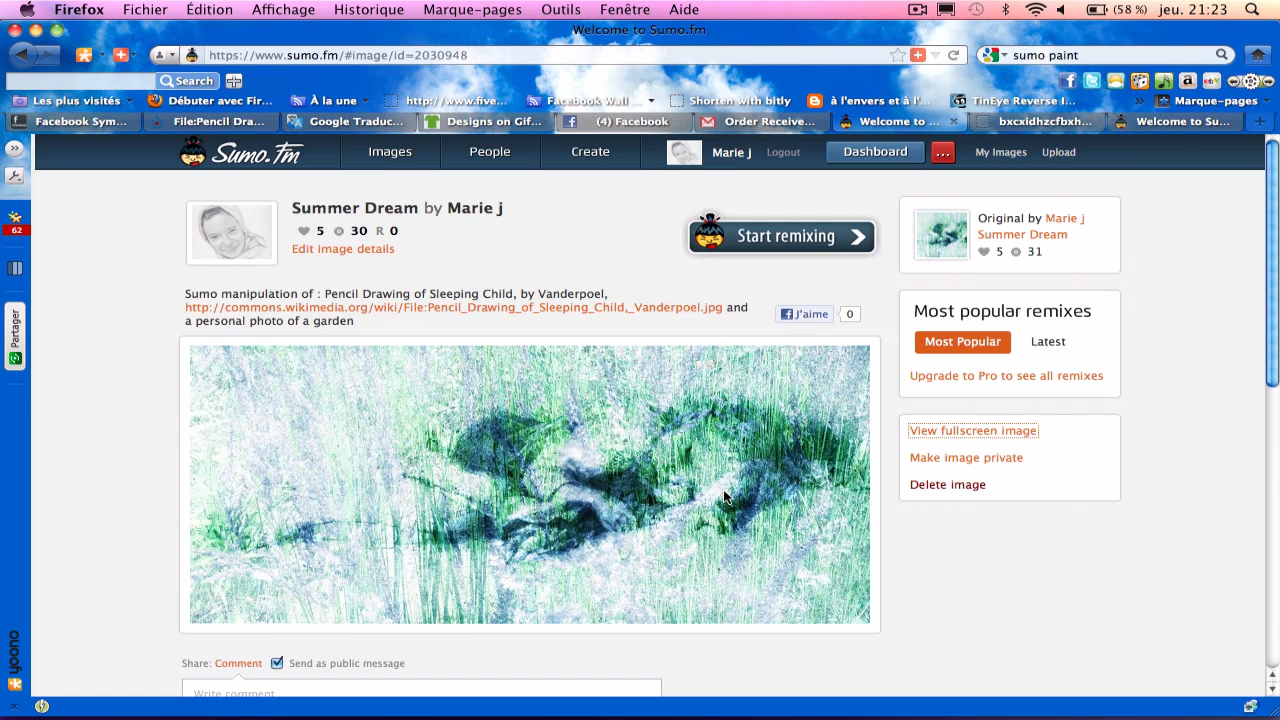 Firefox Fichier Édition Affichage Historique Marque-pages Outils Fenêtre Aide (58 %) jeu. 21:23
Welcome to Sumo.fm
https://www.sumo.fm/#image/id=2030948 sumo paint
Search
Les plus visités Débuter avec Fir... À la une http://www.five... Facebook Wall ... Shorten with bitly à l'envers et à l'... TinEye Reverse I... » Marque-pages
Facebook Sym... File:Pencil Dra... Google Traduc... Designs on Gif... (4) Facebook Order Receive... Welcome to ... bxcxidhzcfbxh... Welcome to Su...
Sumo.fm Images People Create Marie j Logout Dashboard ... My Images Upload
62
Partager
yoono
Summer Dream by Marie j
5 30 R 0
Edit image details
Start remixing
Original by Marie j
Summer Dream
5 31
Sumo manipulation of : Pencil Drawing of Sleeping Child, by Vanderpoel,
http://commons.wikimedia.org/wiki/File:Pencil_Drawing_of_Sleeping_Child,_Vanderpoel.jpg and
a personal photo of a garden
J'aime 0
Most popular remixes
Most Popular Latest
Upgrade to Pro to see all remixes
View fullscreen image
Make image private
Delete image
Share: Comment Send as public message
Write comment